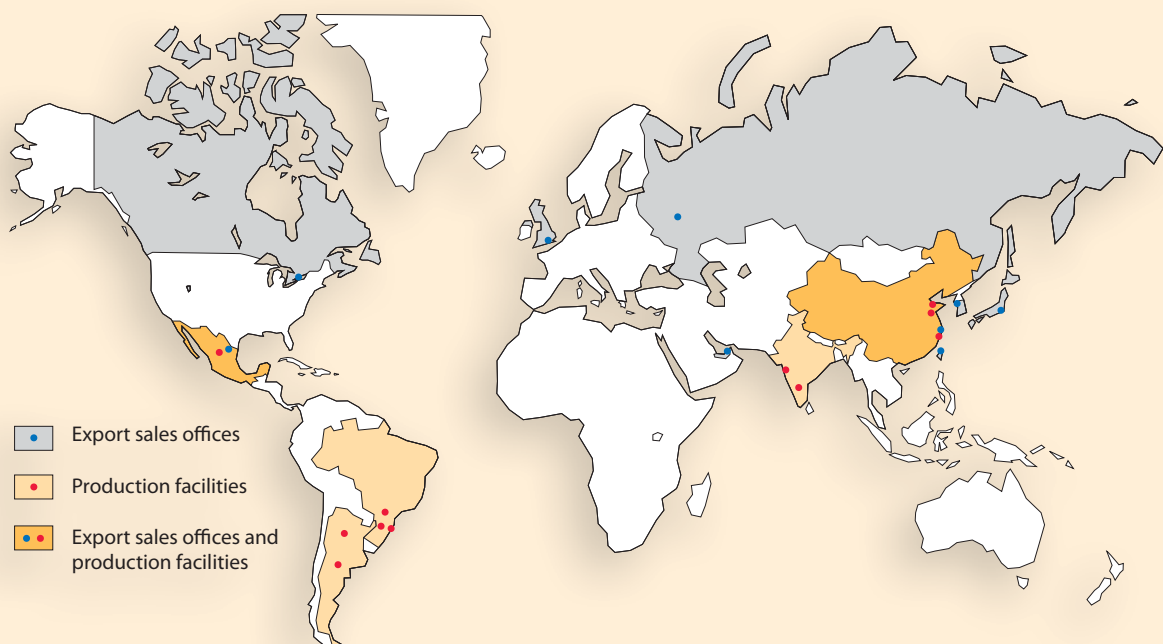 Export sales offices
Production facilities
Export sales offices and
production facilities